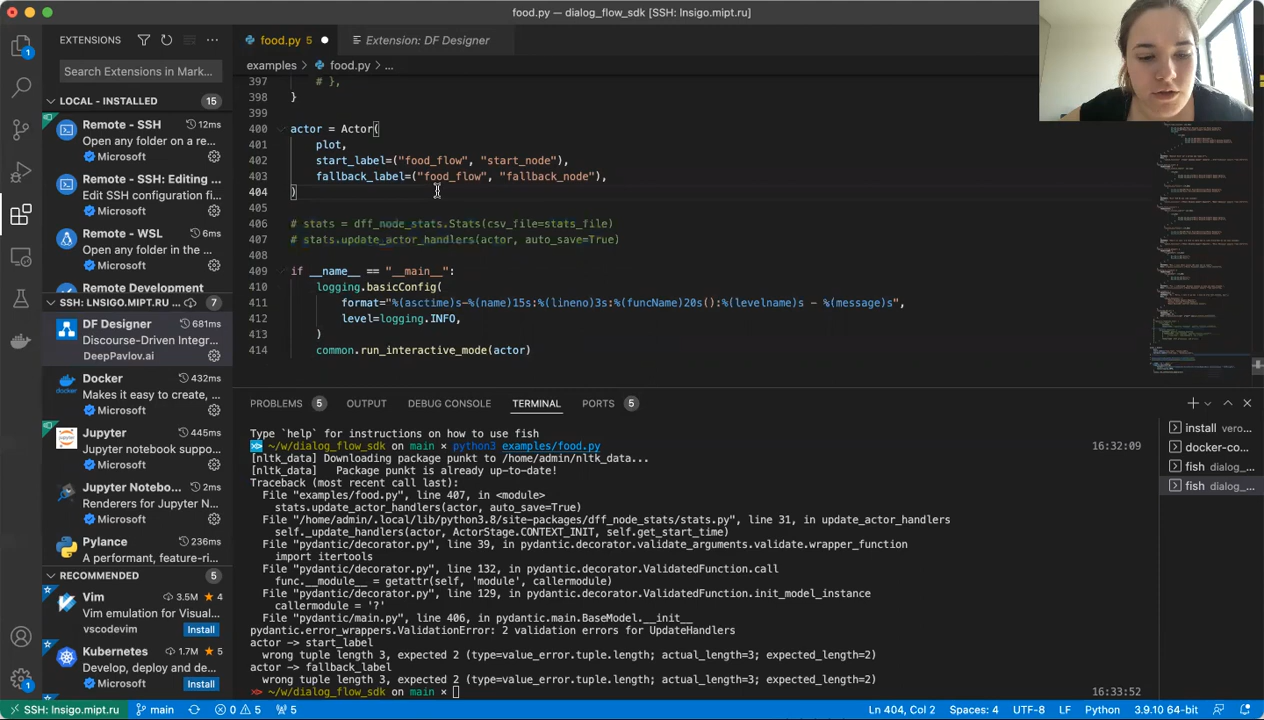 food.py — dialog_flow_sdk [SSH: lnsigo.mipt.ru]
EXTENSIONS
food.py 5
Extension: DF Designer
examples > food.py > ...
Search Extensions in Mark...
LOCAL - INSTALLED 15
Remote - SSH 12ms
Open any folder on a re...
Microsoft
Remote - SSH: Editing ... 
Edit SSH configuration fi...
Microsoft
Remote - WSL 6ms
Open any folder in the ...
Microsoft
Remote Development
SSH: LNSIGO.MIPT.RU ... 7
DF Designer 681ms
Discourse-Driven Integr...
DeepPavlov.ai
Docker 432ms
Makes it easy to create, ...
Microsoft
Jupyter 445ms
Jupyter notebook suppo...
Microsoft
Jupyter Notebo... 2ms
Renderers for Jupyter N...
Microsoft
Pylance 236ms
A performant, feature-ri...
RECOMMENDED 5
Vim 3.5M 4
Vim emulation for Visual...
vscodevim Install
Kubernetes 1.7M 5
Develop, deploy and de...
Microsoft Install
397 # },
398 }
399
400 actor = Actor(
401 plot,
402 start_label=("food_flow", "start_node"),
403 fallback_label=("food_flow", "fallback_node"),
404 )
405
406 # stats = dff_node_stats.Stats(csv_file=stats_file)
407 # stats.update_actor_handlers(actor, auto_save=True)
408
409 if __name__ == "__main__":
410 logging.basicConfig(
411 format="%(asctime)s-%(name)15s:%(lineno)3s:%(funcName)20s():%(levelname)s - %(message)s",
412 level=logging.INFO,
413 )
414 common.run_interactive_mode(actor)
PROBLEMS 5 OUTPUT DEBUG CONSOLE TERMINAL PORTS 5
Type `help` for instructions on how to use fish
~/w/dialog_flow_sdk on main × python3 examples/food.py 16:32:09
[nltk_data] Downloading package punkt to /home/admin/nltk_data...
[nltk_data] Package punkt is already up-to-date!
Traceback (most recent call last):
File "examples/food.py", line 407, in <module>
stats.update_actor_handlers(actor, auto_save=True)
File "/home/admin/.local/lib/python3.8/site-packages/dff_node_stats/stats.py", line 31, in update_actor_handlers
self._update_handlers(actor, ActorStage.CONTEXT_INIT, self.get_start_time)
File "pydantic/decorator.py", line 39, in pydantic.decorator.validate_arguments.validate.wrapper_function
import itertools
File "pydantic/decorator.py", line 132, in pydantic.decorator.ValidatedFunction.call
func.__module__ = getattr(self, 'module', callermodule)
File "pydantic/decorator.py", line 129, in pydantic.decorator.ValidatedFunction.init_model_instance
callermodule = '?'
File "pydantic/main.py", line 406, in pydantic.main.BaseModel.__init__
pydantic.error_wrappers.ValidationError: 2 validation errors for UpdateHandlers
actor -> start_label
wrong tuple length 3, expected 2 (type=value_error.tuple.length; actual_length=3; expected_length=2)
actor -> fallback_label
wrong tuple length 3, expected 2 (type=value_error.tuple.length; actual_length=3; expected_length=2)
~/w/dialog_flow_sdk on main × 16:33:52
install vero...
docker-co...
fish dialog_...
fish dialog_...
SSH: lnsigo.mipt.ru main 0 5 5 Ln 404, Col 2 Spaces: 4 UTF-8 LF Python 3.9.10 64-bit